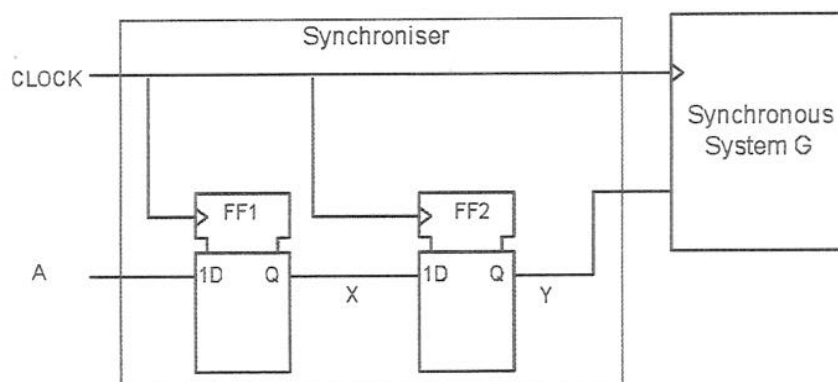 Synchroniser
CLOCK
Synchronous
System G
FF1
FF2
A
1D
Q
X
1D
Q
Y